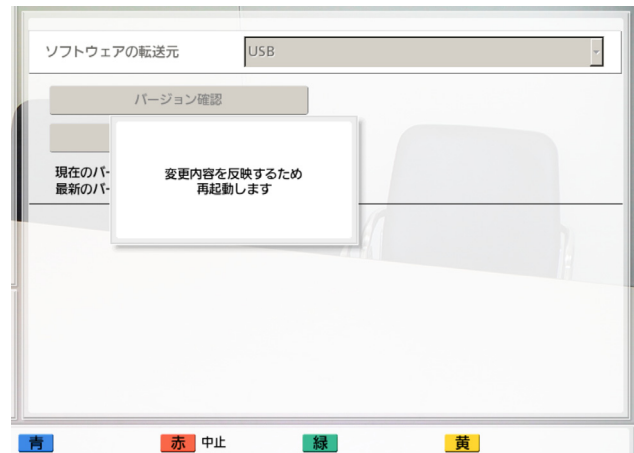 ソフトウェアの転送元
USB
バージョン確認
変更内容を反映するため
再起動します
現在のバー
最新のバー
青
赤 中止
緑
黄